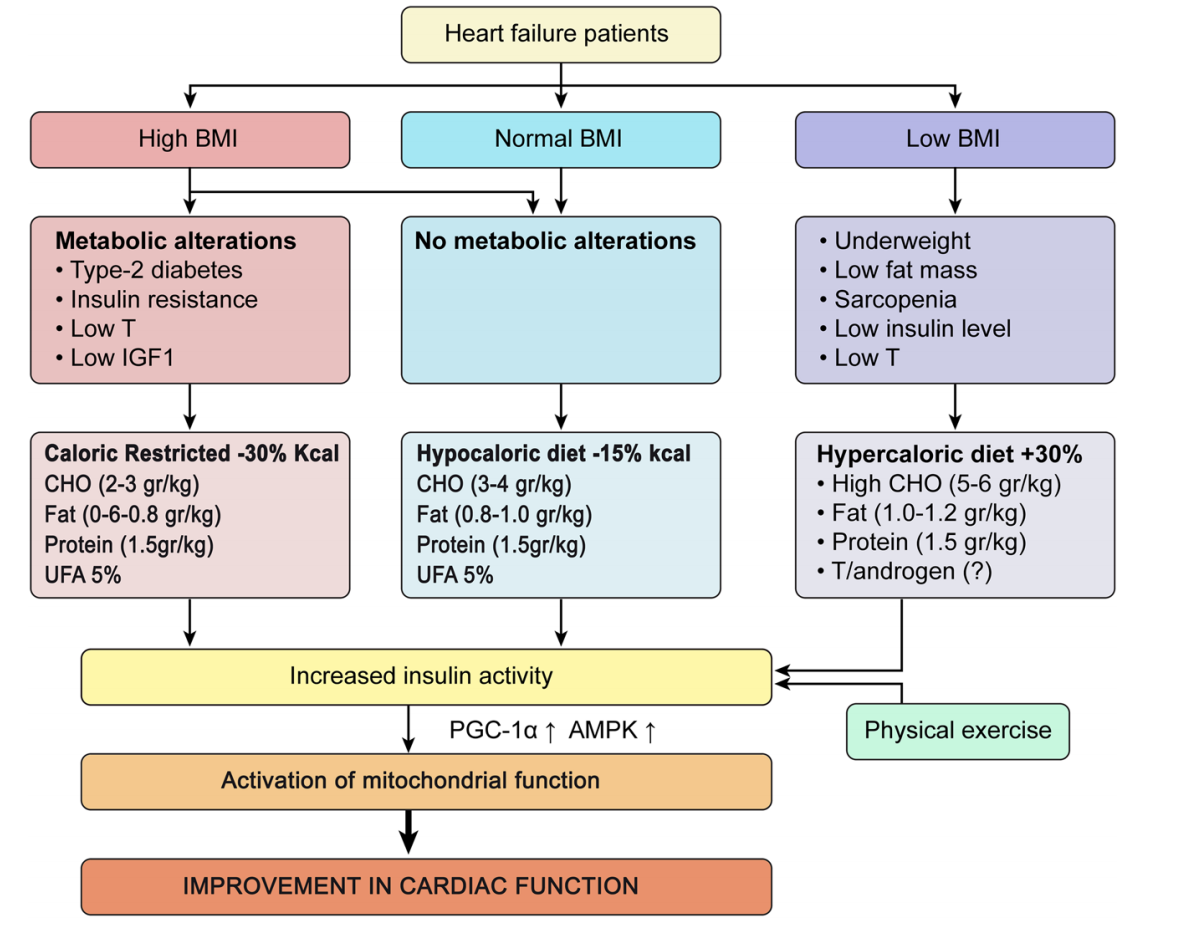 Heart failure patients
High BMI
Normal BMI
Low BMI
Metabolic alterations
• Type-2 diabetes
• Insulin resistance
• Low T
• Low IGF1
No metabolic alterations
• Underweight
• Low fat mass
• Sarcopenia
• Low insulin level
• Low T
Caloric Restricted -30% Kcal
CHO (2-3 gr/kg)
Fat (0-6-0.8 gr/kg)
Protein (1.5gr/kg)
UFA 5%
Hypocaloric diet -15% kcal
CHO (3-4 gr/kg)
Fat (0.8-1.0 gr/kg)
Protein (1.5gr/kg)
UFA 5%
Hypercaloric diet +30%
• High CHO (5-6 gr/kg)
• Fat (1.0-1.2 gr/kg)
• Protein (1.5 gr/kg)
• T/androgen (?)
Increased insulin activity
PGC-1α ↑ AMPK ↑
Physical exercise
Activation of mitochondrial function
IMPROVEMENT IN CARDIAC FUNCTION